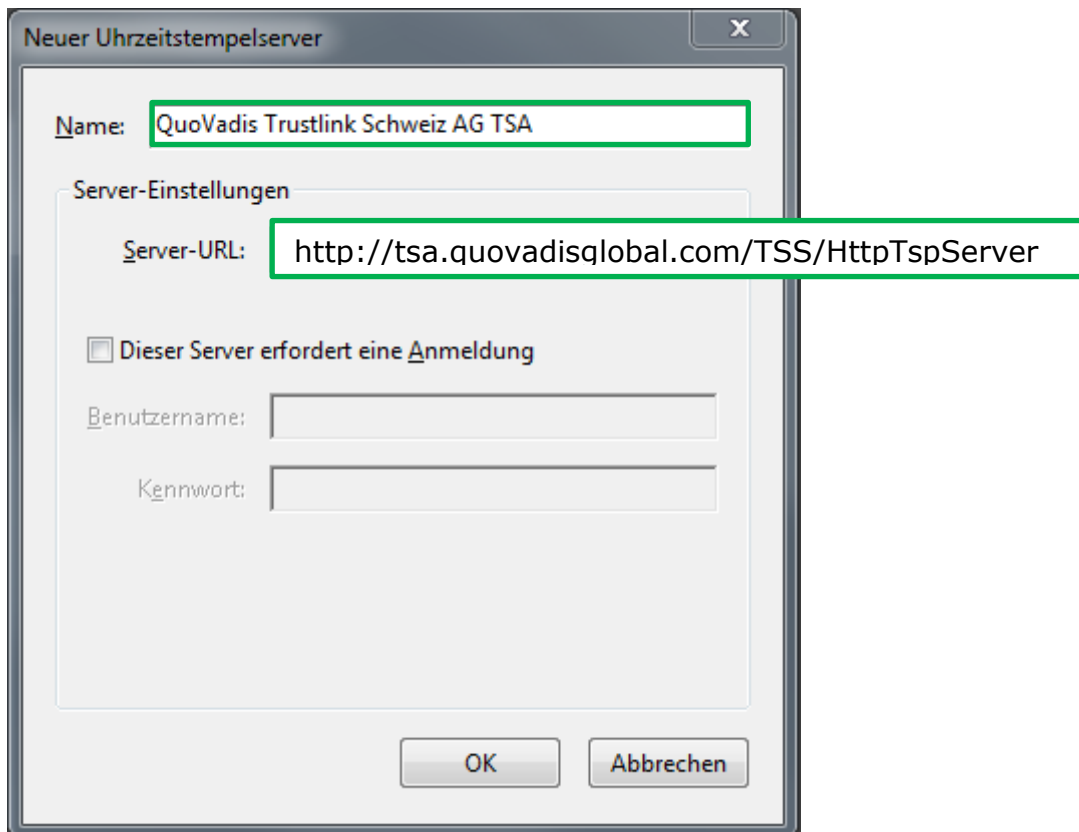 Neuer Uhrzeitstempelserver
x
Name: QuoVadis Trustlink Schweiz AG TSA
Server-Einstellungen
Server-URL: http://tsa.quovadisglobal.com/TSS/HttpTspServer
Dieser Server erfordert eine Anmeldung
Benutzername:
Kennwort:
OK Abbrechen